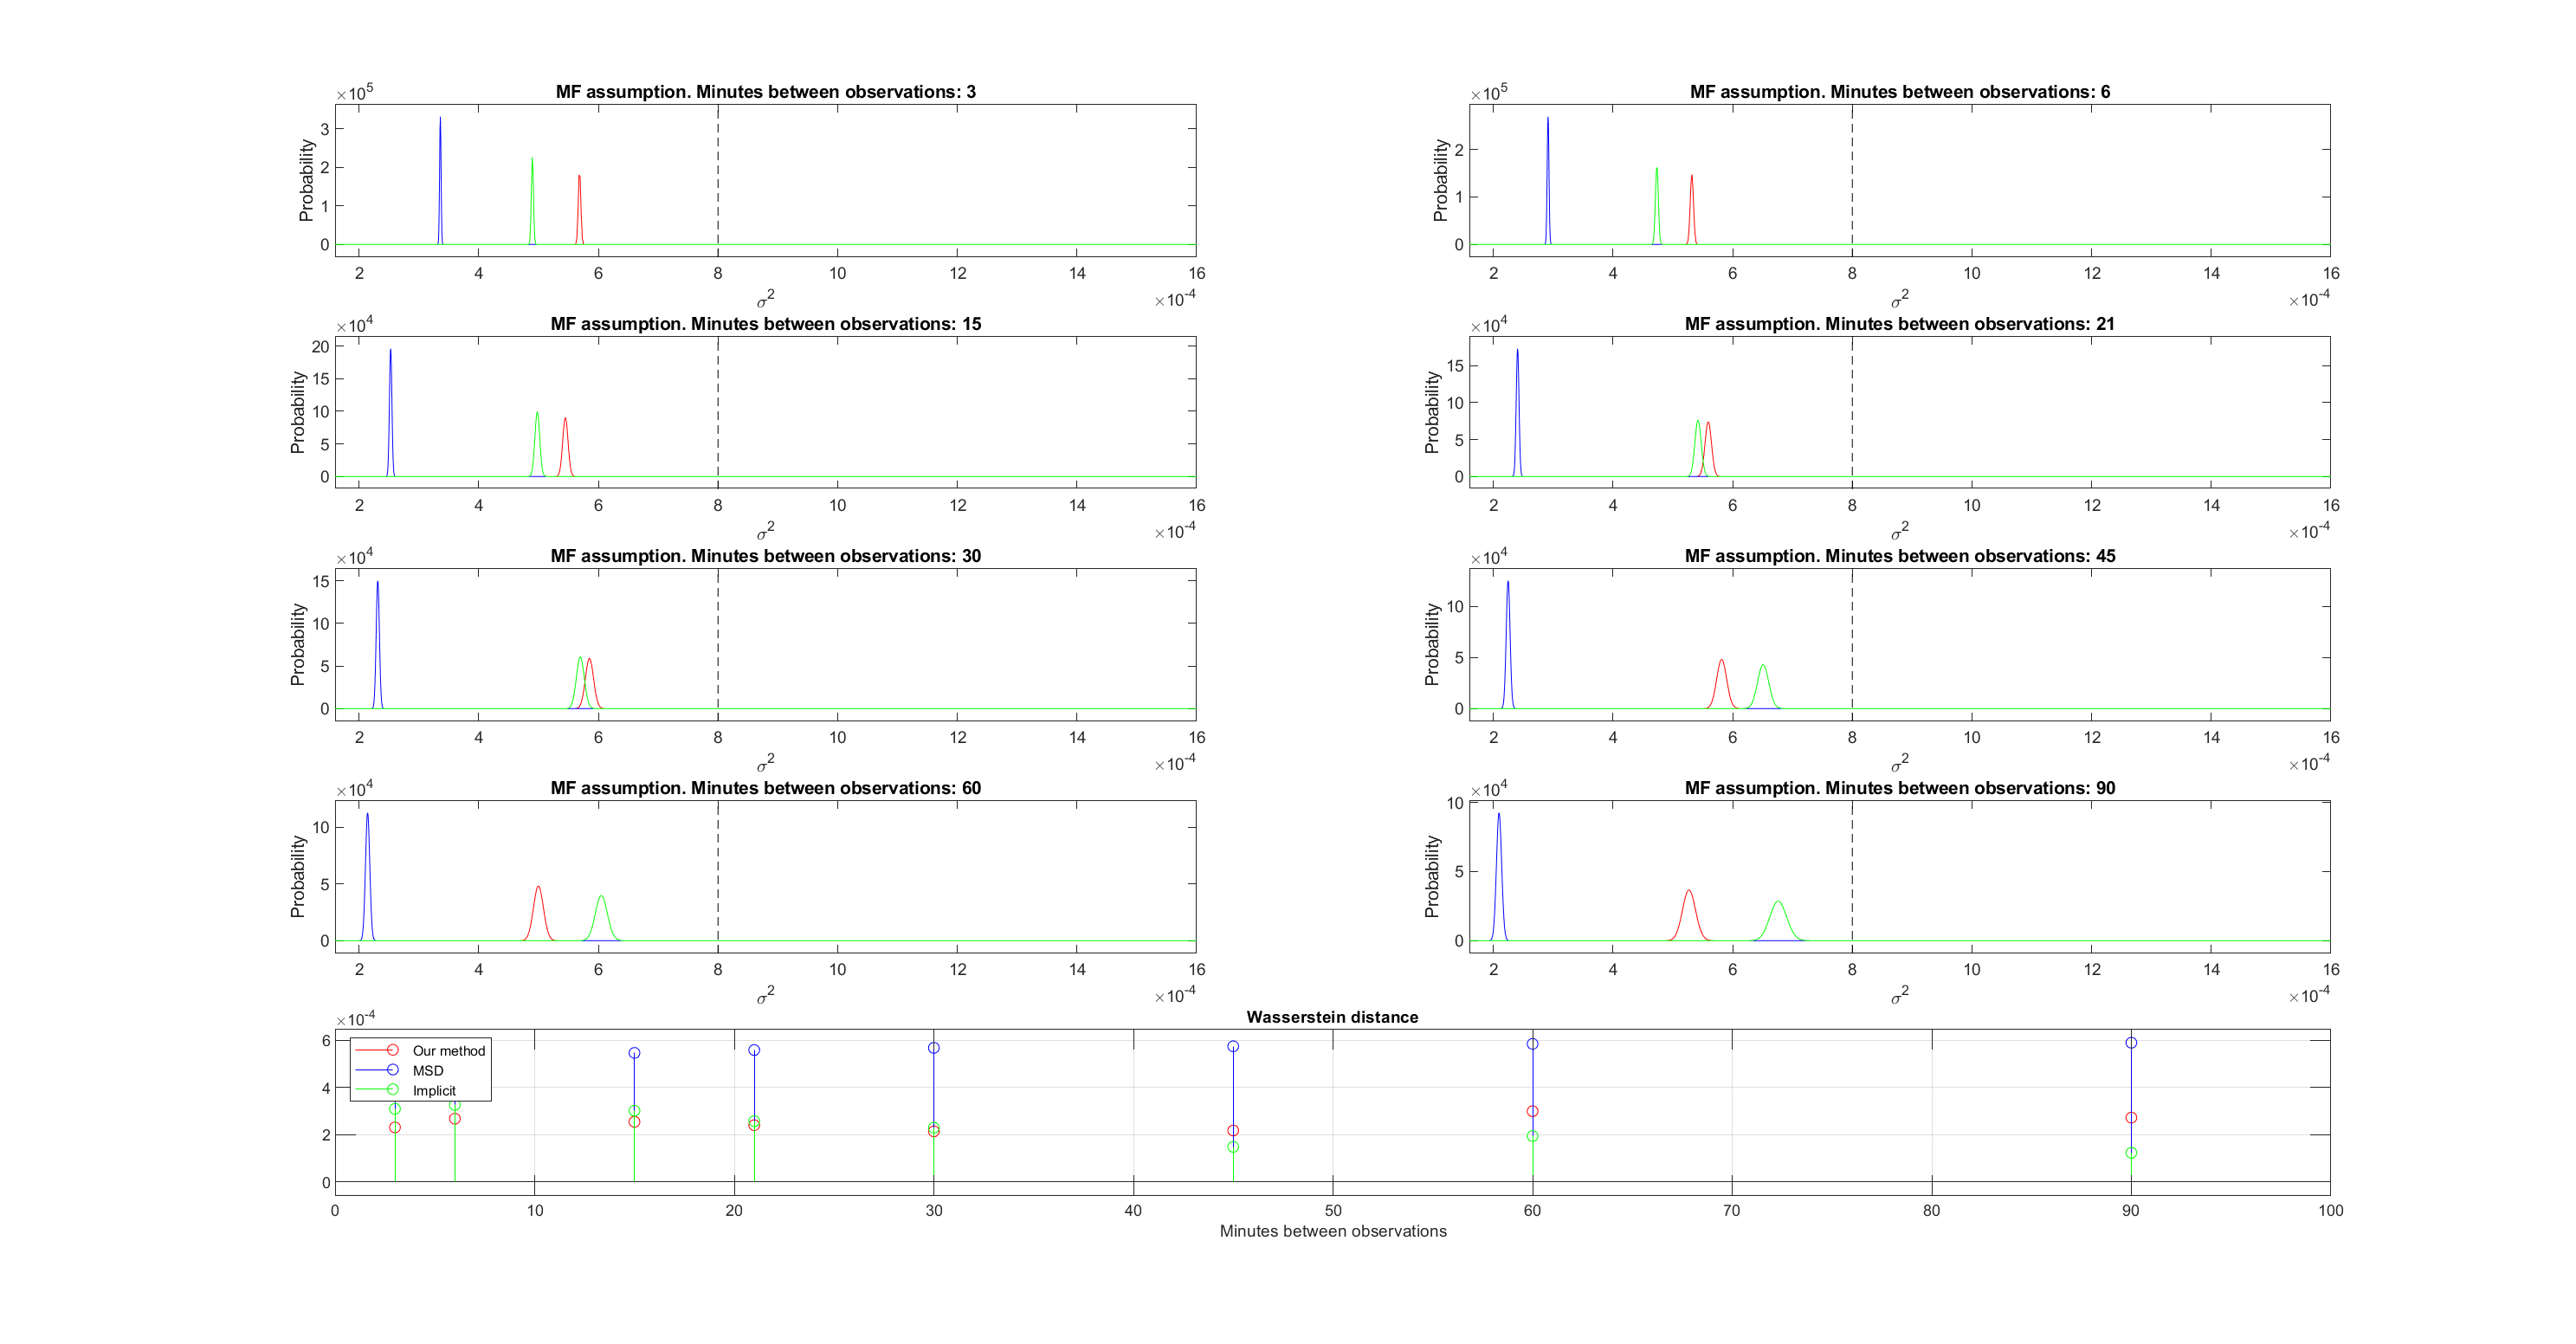 MF assumption. Minutes between observations: 3
×10^5
Probability
3
2
1
0
2 4 6 8 10 12 14 16
σ^2
×10^-4
MF assumption. Minutes between observations: 6
×10^5
Probability
2
1
0
2 4 6 8 10 12 14 16
σ^2
×10^-4
MF assumption. Minutes between observations: 15
×10^4
Probability
20
15
10
5
0
2 4 6 8 10 12 14 16
σ^2
×10^-4
MF assumption. Minutes between observations: 21
×10^4
Probability
15
10
5
0
2 4 6 8 10 12 14 16
σ^2
×10^-4
MF assumption. Minutes between observations: 30
×10^4
Probability
15
10
5
0
2 4 6 8 10 12 14 16
σ^2
×10^-4
MF assumption. Minutes between observations: 45
×10^4
Probability
10
5
0
2 4 6 8 10 12 14 16
σ^2
×10^-4
MF assumption. Minutes between observations: 60
×10^4
Probability
10
5
0
2 4 6 8 10 12 14 16
σ^2
×10^-4
MF assumption. Minutes between observations: 90
×10^4
Probability
10
5
0
2 4 6 8 10 12 14 16
σ^2
×10^-4
Wasserstein distance
×10^-4
6
4
2
0
Our method
MSD
Implicit
0 10 20 30 40 50 60 70 80 90 100
Minutes between observations